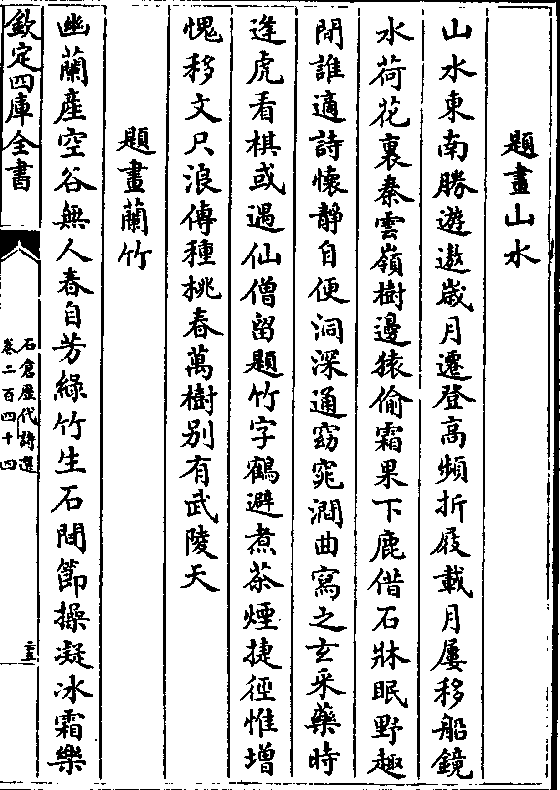 題畫山水
山水東南勝遊遨歲月遷登高頻折屐載月屢移船鏡
水荷花裏秦雲嶺樹邊猿偷霜果下鹿借石牀眠野趣
閒誰適詩懷靜自便洞深通窈窕澗曲寫之玄采藥時
逢虎看棋或遇仙僧留題竹字鶴避煮茶煙捷徑惟增
愧移文只浪傳種桃春萬樹别有武陵天
題畫蘭竹
幽蘭產空谷無人春自芳綠竹生石間節操凝冰霜樂
欽定四庫全書
石倉歷代詩選
卷二百四十四
二十五